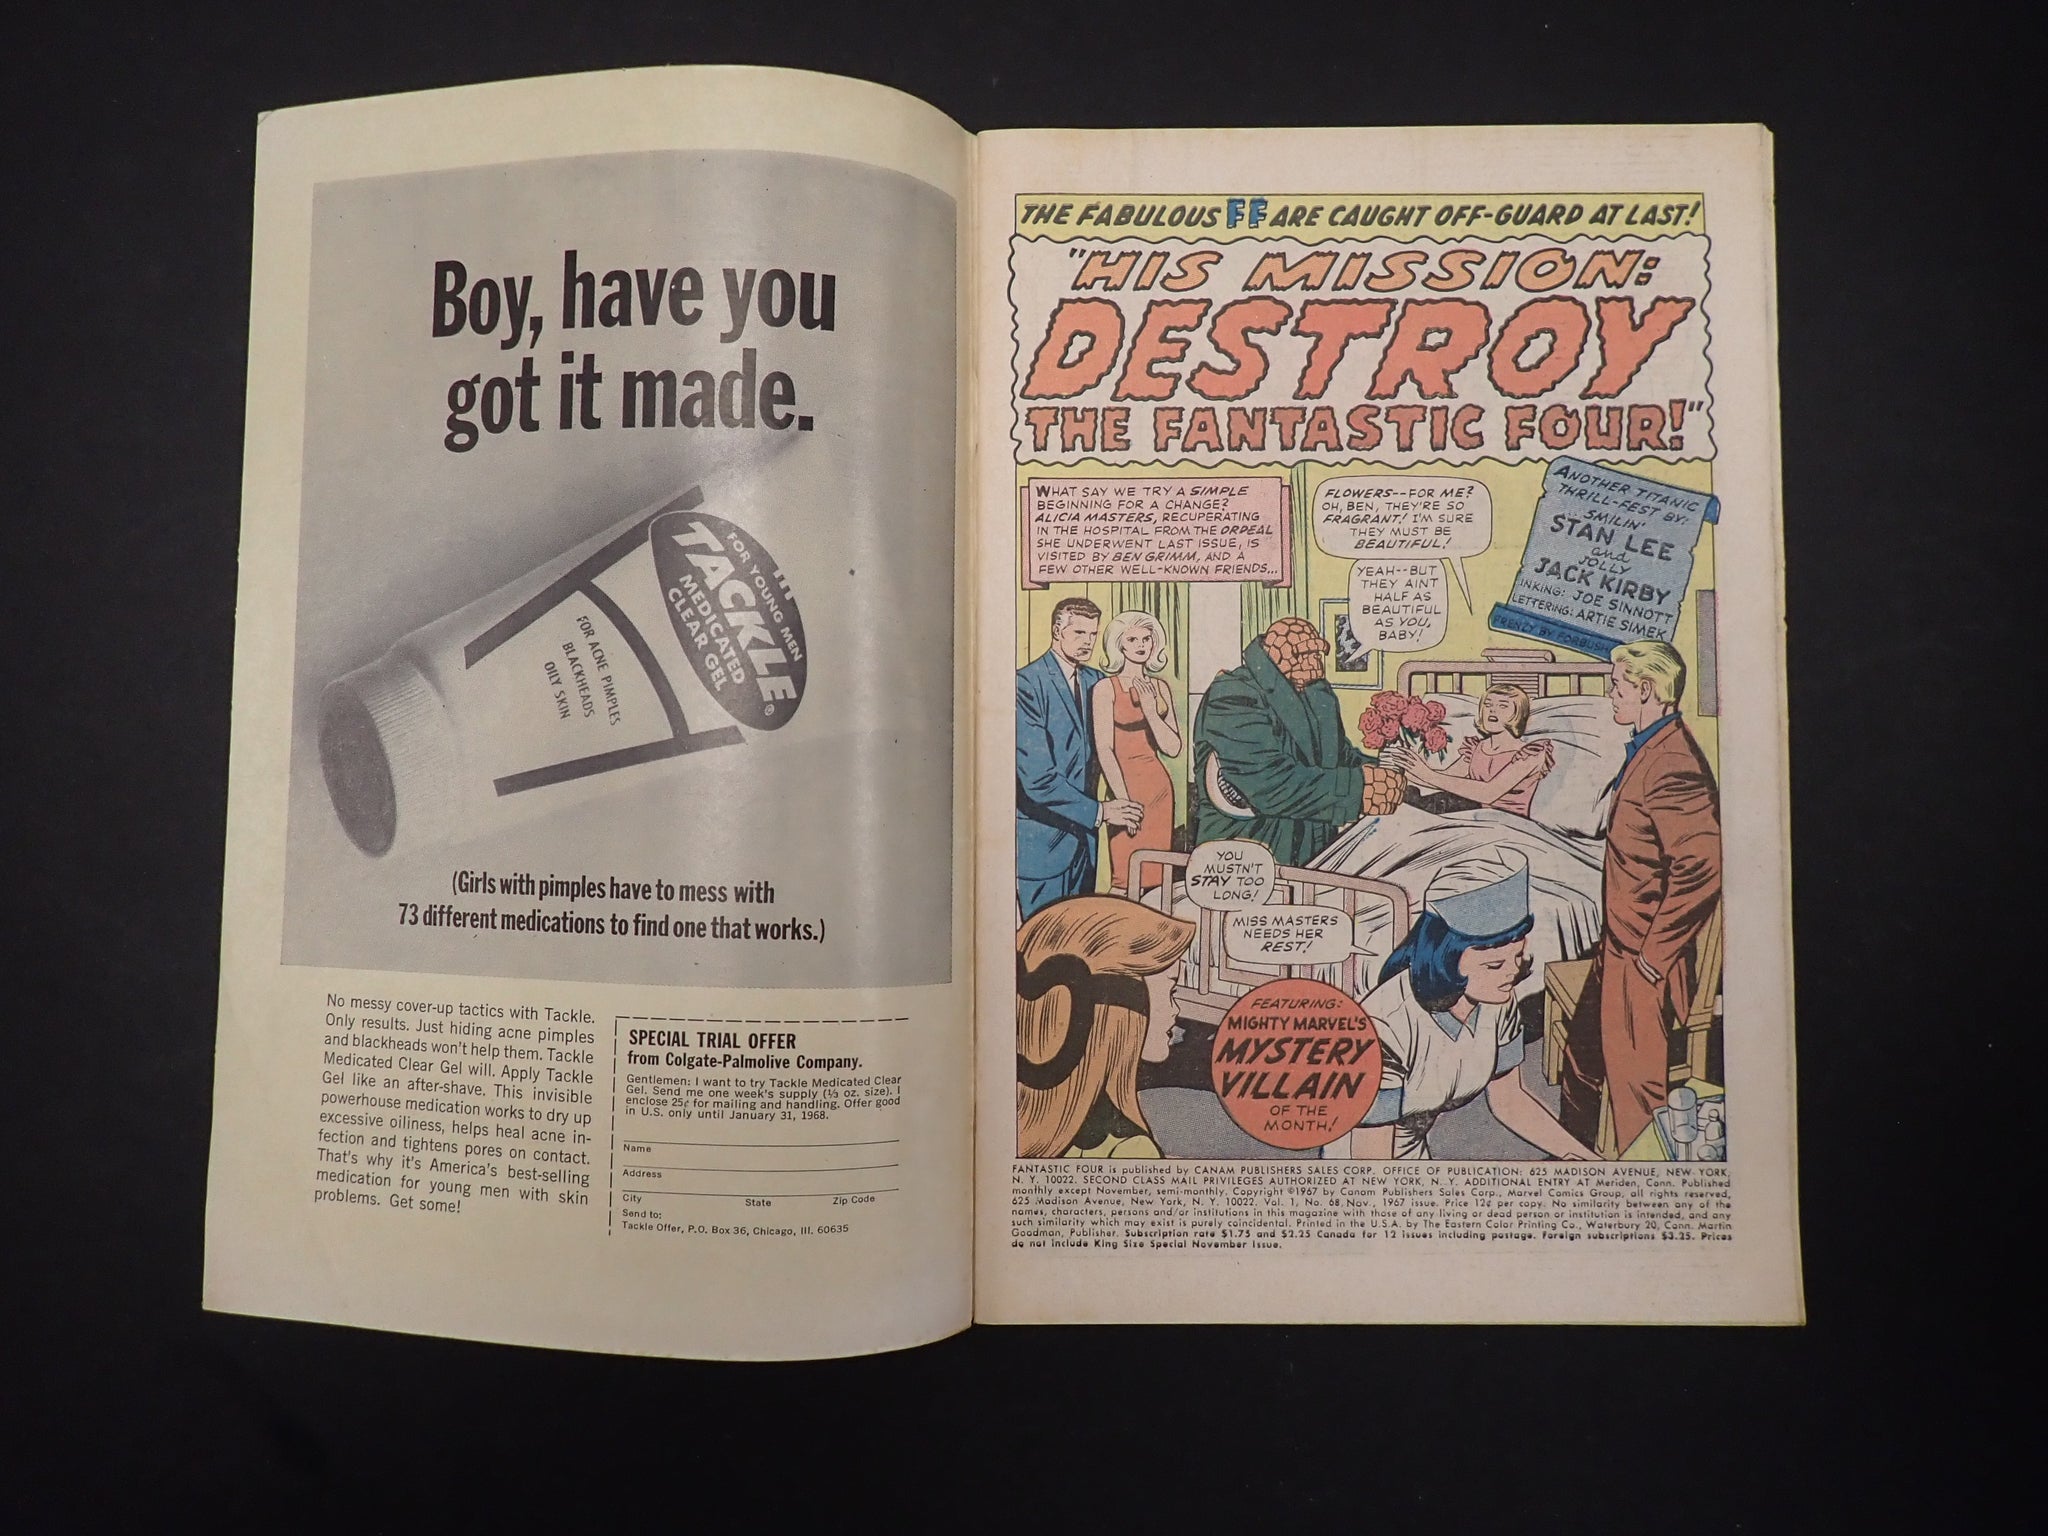 Boy, have you
got it made.
FOR YOUNG MEN
TACKLE
MEDICATED
CLEAR GEL
®
FOR ACNE PIMPLES
BLACKHEADS
OILY SKIN
(Girls with pimples have to mess with
73 different medications to find one that works.)
No messy cover-up tactics with Tackle.
Only results. Just hiding acne pimples
and blackheads won't help them. Tackle
Medicated Clear Gel will. Apply Tackle
Gel like an after-shave. This invisible
powerhouse medication works to dry up
excessive oiliness, helps heal acne in-
fection and tightens pores on contact.
That's why it's America's best-selling
medication for young men with skin
problems. Get some!
SPECIAL TRIAL OFFER
from Colgate-Palmolive Company.
Gentlemen: I want to try Tackle Medicated Clear
Gel. Send me one week's supply (⅓ oz. size). I
enclose 25¢ for mailing and handling. Offer good
in U.S. only until January 31, 1968.
Name
Address
City State Zip Code
Send to:
Tackle Offer, P.O. Box 36, Chicago, Ill. 60635
THE FABULOUS FF ARE CAUGHT OFF-GUARD AT LAST!
"HIS MISSION:
DESTROY
THE FANTASTIC FOUR!"
WHAT SAY WE TRY A SIMPLE
BEGINNING FOR A CHANGE?
ALICIA MASTERS, RECUPERATING
IN THE HOSPITAL FROM THE ORDEAL
SHE UNDERWENT LAST ISSUE, IS
VISITED BY BEN GRIMM, AND A
FEW OTHER WELL-KNOWN FRIENDS...
FLOWERS--FOR ME?
OH, BEN, THEY'RE SO
FRAGRANT! I'M SURE
THEY MUST BE
BEAUTIFUL!
YEAH--BUT
THEY AINT
HALF AS
BEAUTIFUL
AS YOU,
BABY!
ANOTHER TITANIC
THRILL-FEST BY:
SMILIN'
STAN LEE
and
JOLLY
JACK KIRBY
INKING: JOE SINNOTT
LETTERING: ARTIE SIMEK
FRENZY BY FORBUSH
YOU
MUSTN'T
STAY TOO
LONG!
MISS MASTERS
NEEDS HER
REST!
FEATURING:
MIGHTY MARVEL'S
MYSTERY
VILLAIN
OF THE
MONTH!
FANTASTIC FOUR is published by CANAM PUBLISHERS SALES CORP. OFFICE OF PUBLICATION: 625 MADISON AVENUE, NEW YORK,
N. Y. 10022. SECOND CLASS MAIL PRIVILEGES AUTHORIZED AT NEW YORK, N. Y. ADDITIONAL ENTRY AT Meriden, Conn. Published
monthly except November, semi-monthly. Copyright ©1967 by Canam Publishers Sales Corp., Marvel Comics Group, all rights reserved,
625 Madison Avenue, New York, N. Y. 10022. Vol. 1, No. 68, Nov., 1967 issue. Price 12¢ per copy. No similarity between any of the
names, characters, persons and/or institutions in this magazine with those of any living or dead person or institution is intended, and any
such similarity which may exist is purely coincidental. Printed in the U.S.A. by The Eastern Color Printing Co., Waterbury 20, Conn. Martin
Goodman, Publisher. Subscription rate $1.75 and $2.25 Canada for 12 issues including postage. Foreign subscriptions $3.25. Prices
do not include King Size Special November Issue.